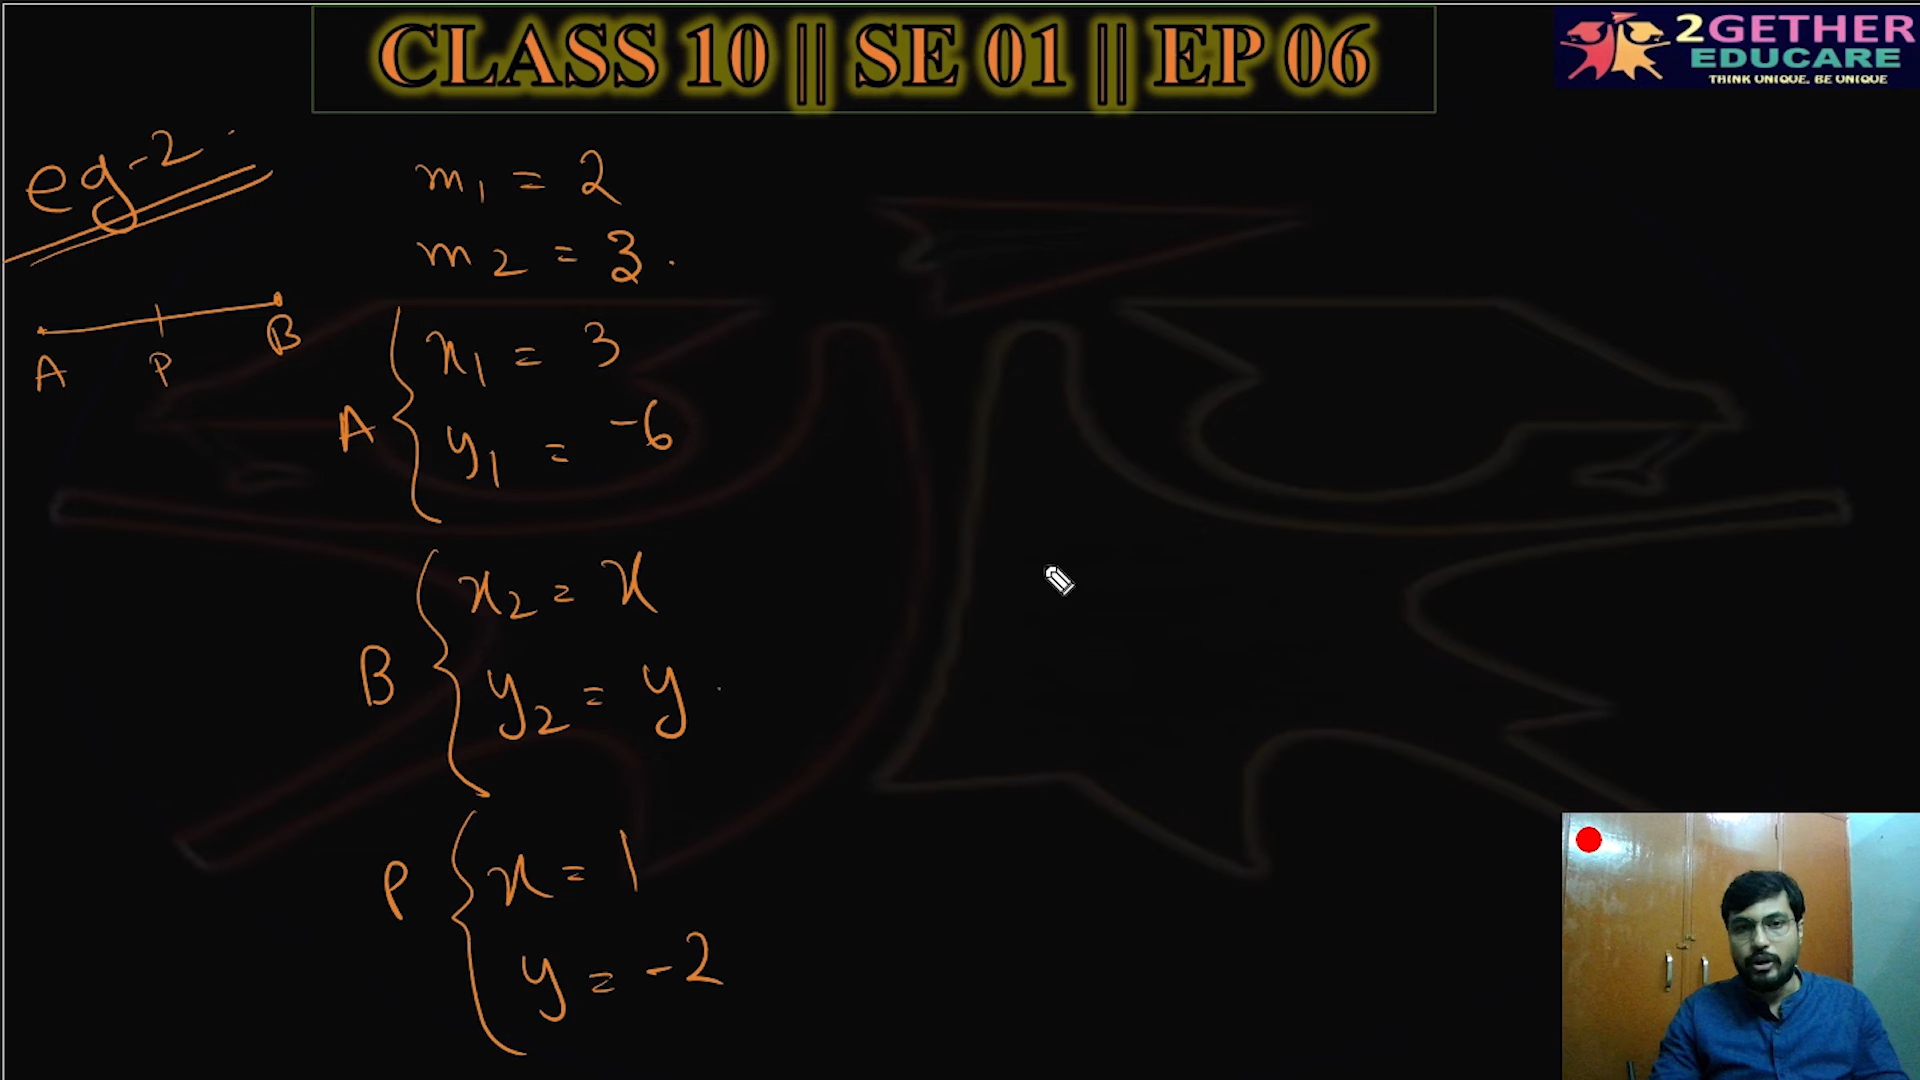 CLASS 10 || SE 01 || EP 06
2GETHER
EDUCARE
THINK UNIQUE. BE UNIQUE
eg-2.
m1 = 2
m2 = 3.
A P B
A { x1 = 3
y1 = -6
B { x2 = x
y2 = y.
P { x = 1
y = -2